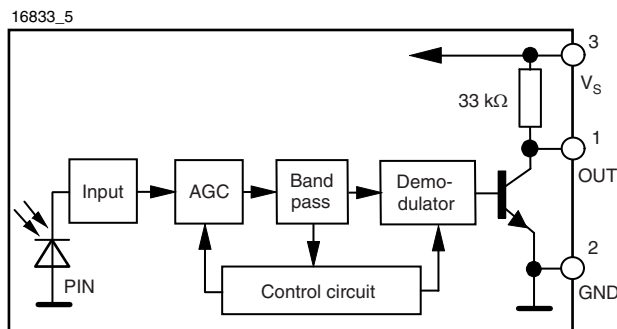 16833_5
3
V_S
33 kΩ
1
OUT
Input
AGC
Band
pass
Demo-
dulator
2
GND
PIN
Control circuit